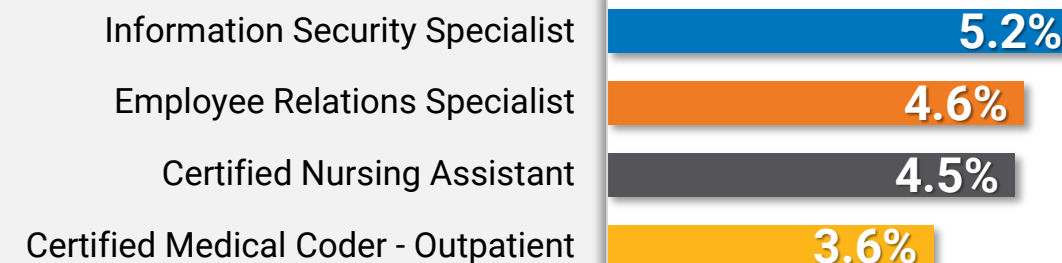 Information Security Specialist 5.2%
Employee Relations Specialist 4.6%
Certified Nursing Assistant 4.5%
Certified Medical Coder - Outpatient 3.6%